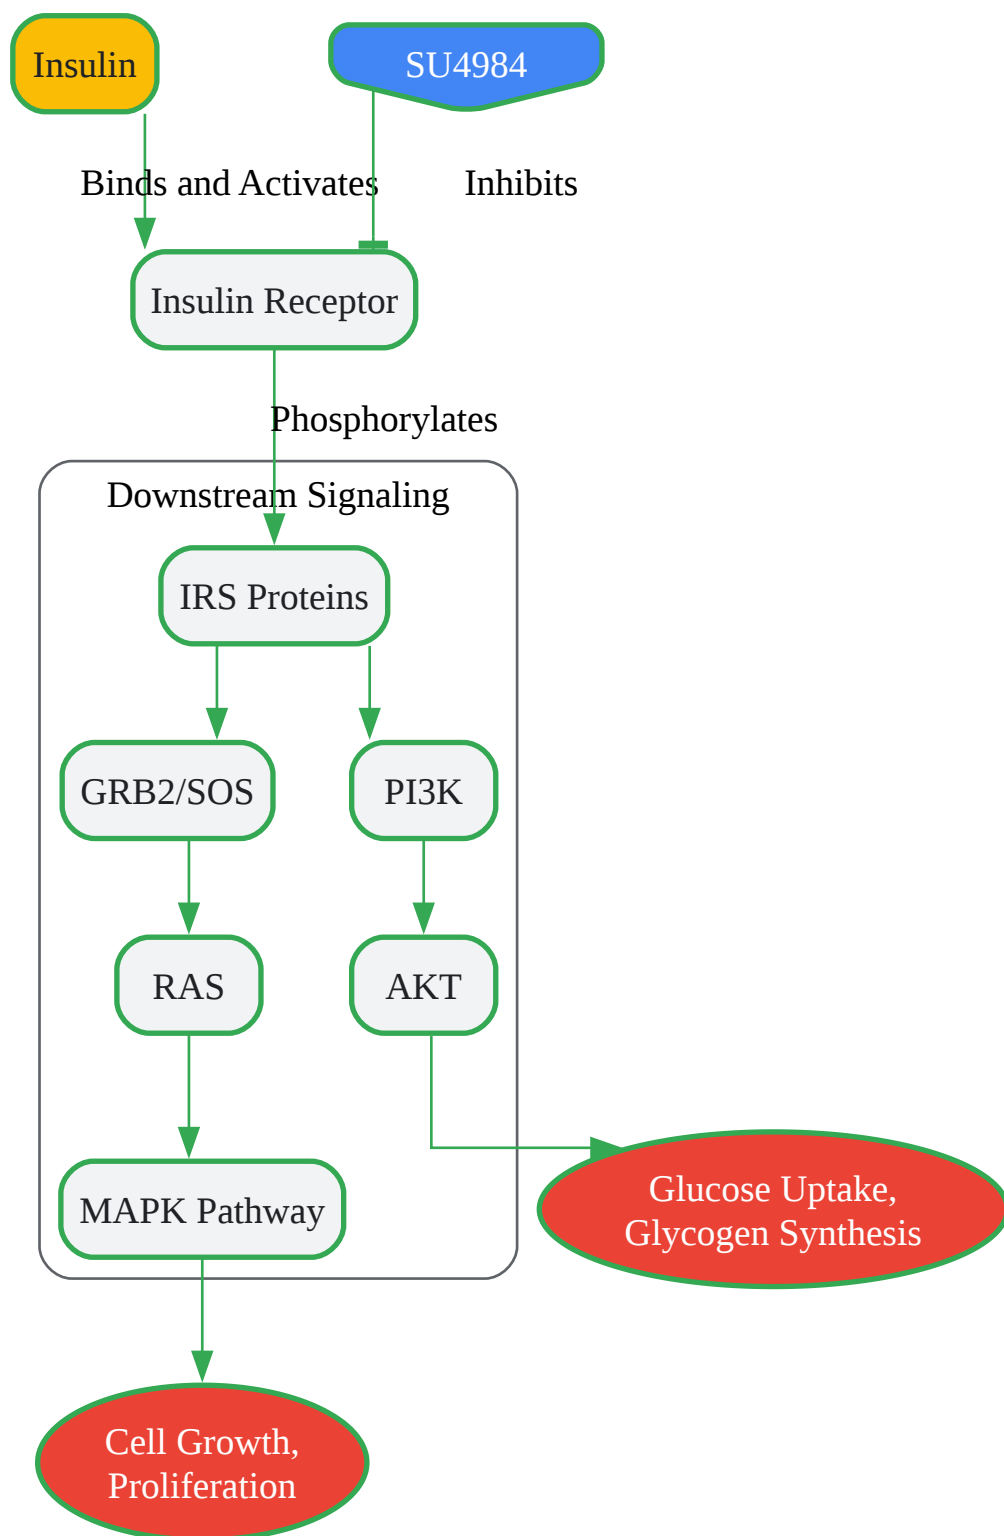 Insulin
SU4984
Binds and Activates
Inhibits
Insulin Receptor
Phosphorylates
Downstream Signaling
IRS Proteins
GRB2/SOS
PI3K
RAS
AKT
MAPK Pathway
Glucose Uptake,
Glycogen Synthesis
Cell Growth,
Proliferation